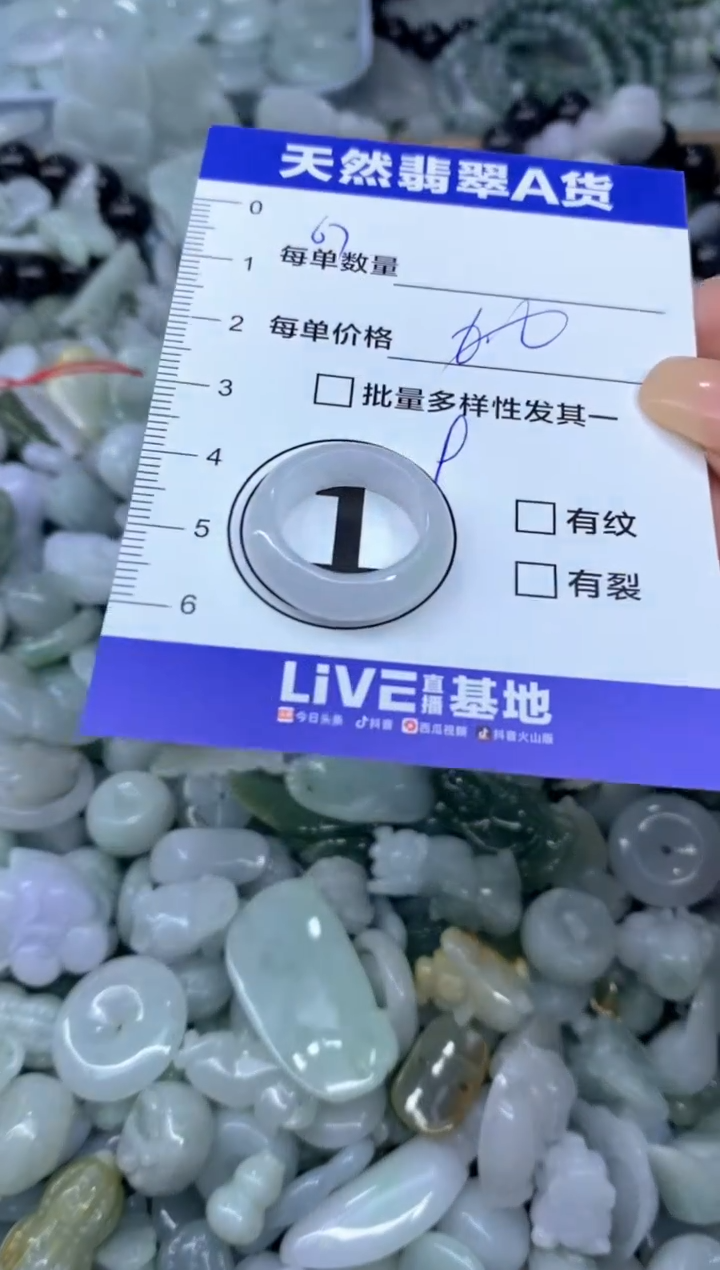 天然翡翠A货
0
1
每单数量
2
每单价格
3
批量多样性发其一
4
1
5
有纹
有裂
6
LiVE直播基地
今日头条 抖音 西瓜视频 抖音火山版